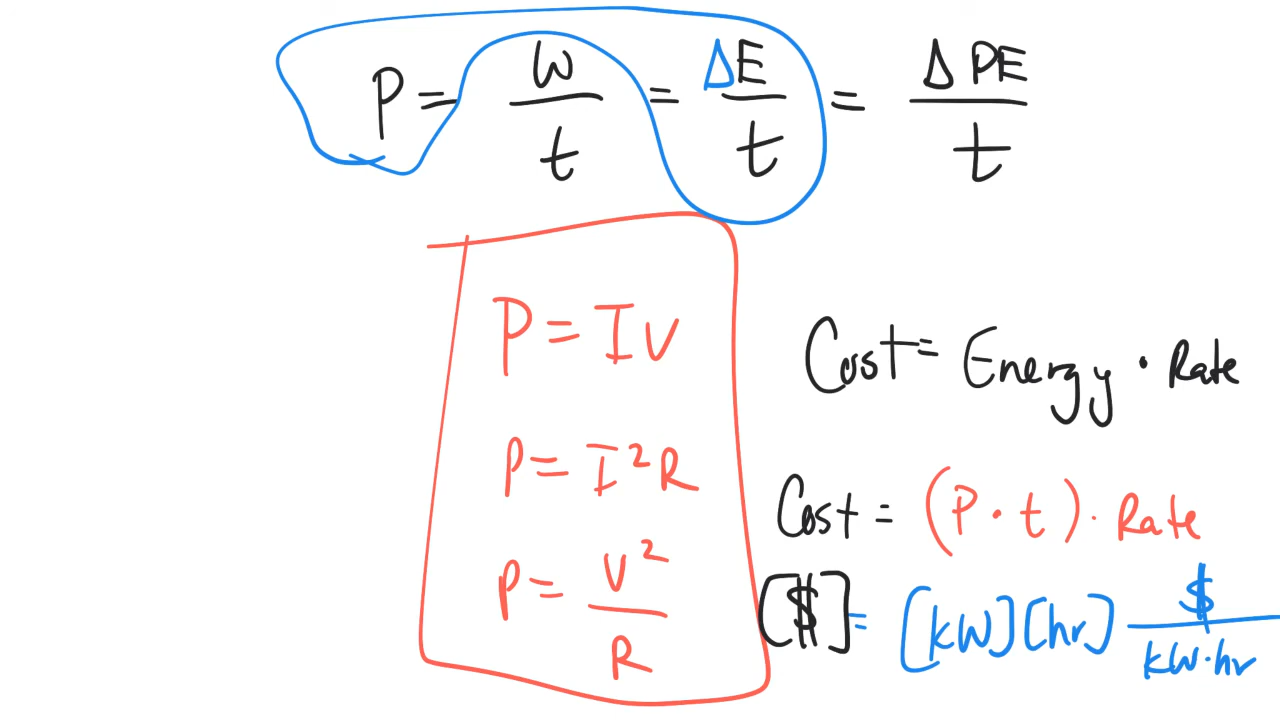 P = W/t = ΔE/t = ΔPE/t
P = IV
P = I²R
P = V²/R
Cost = Energy · Rate
Cost = (P · t) · Rate
[$] = [kW][hr] $/kW·hr